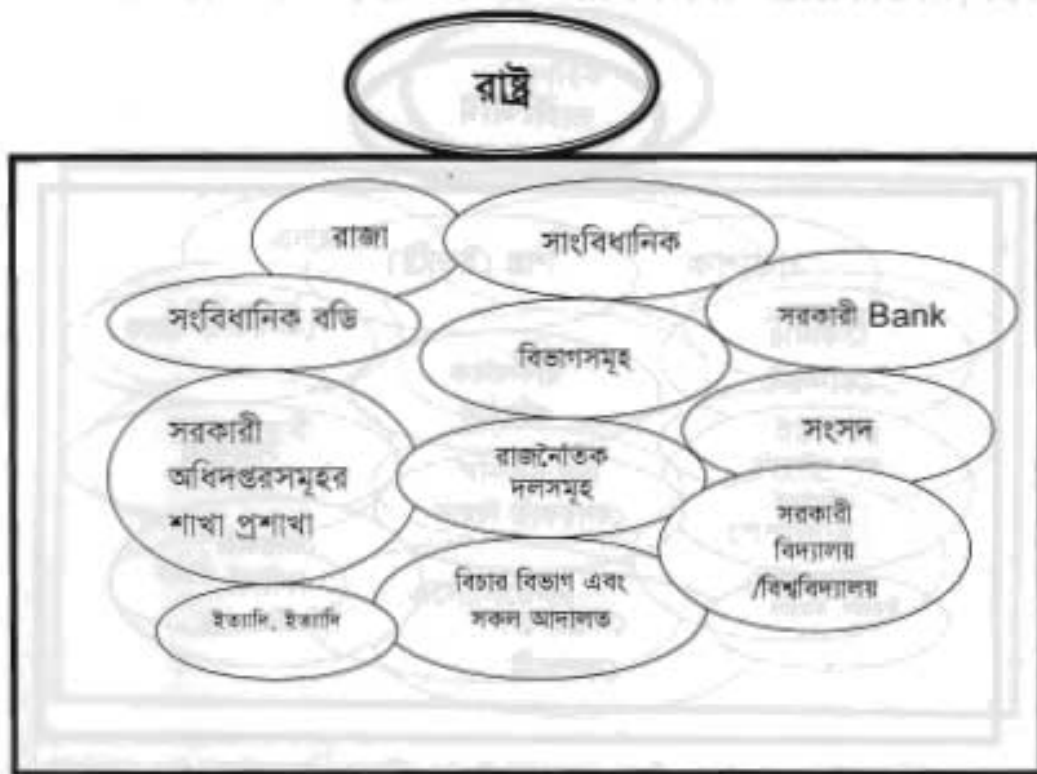 রাষ্ট্র
রাজা
সাংবিধানিক
সংবিধানিক বডি
সরকারী Bank
বিভাগসমূহ
সরকারী
অধিদপ্তরসমূহর
শাখা প্রশাখা
রাজনৈতক
দলসমূহ
সংসদ
সরকারী
বিদ্যালয়
/বিশ্ববিদ্যালয়
বিচার বিভাগ এবং
সকল আদালত
ইত্যাদি, ইত্যাদি